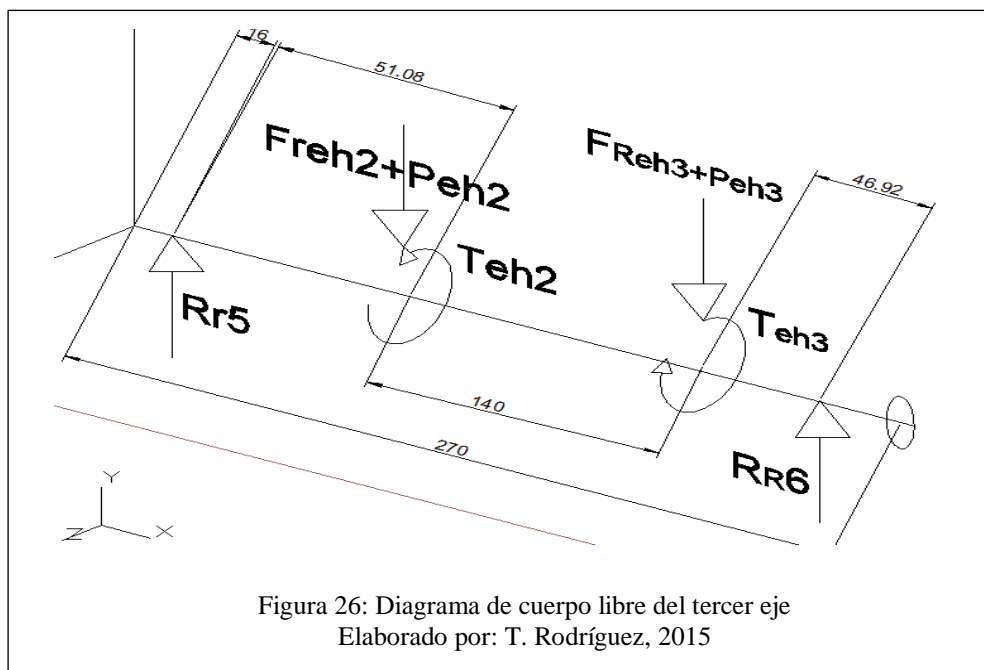 16
51.08
Freh2+Peh2
FReh3+Peh3
46.92
Teh2
Teh3
Rr5
140
270
RR6
Y
Z X
Figura 26: Diagrama de cuerpo libre del tercer eje
Elaborado por: T. Rodríguez, 2015